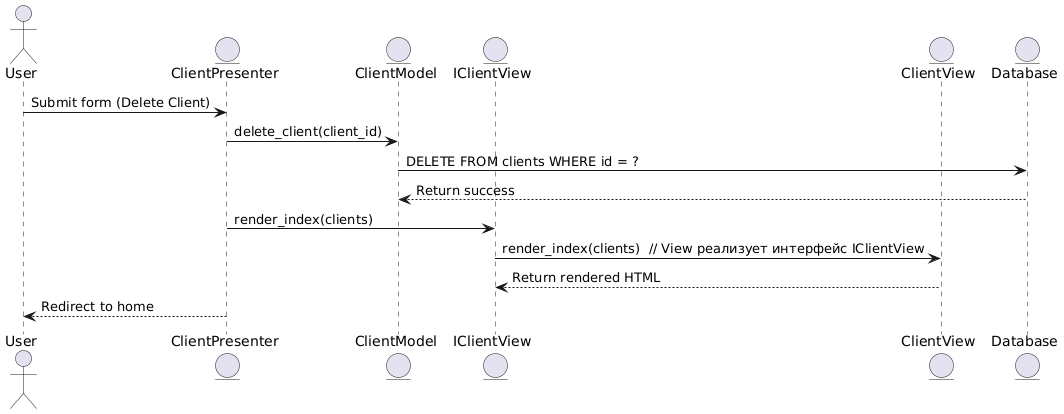 User
ClientPresenter
ClientModel
IClientView
ClientView
Database
Submit form (Delete Client)
delete_client(client_id)
DELETE FROM clients WHERE id = ?
Return success
render_index(clients)
render_index(clients)  // View реализует интерфейс IClientView
Return rendered HTML
Redirect to home
User
ClientPresenter
ClientModel
IClientView
ClientView
Database